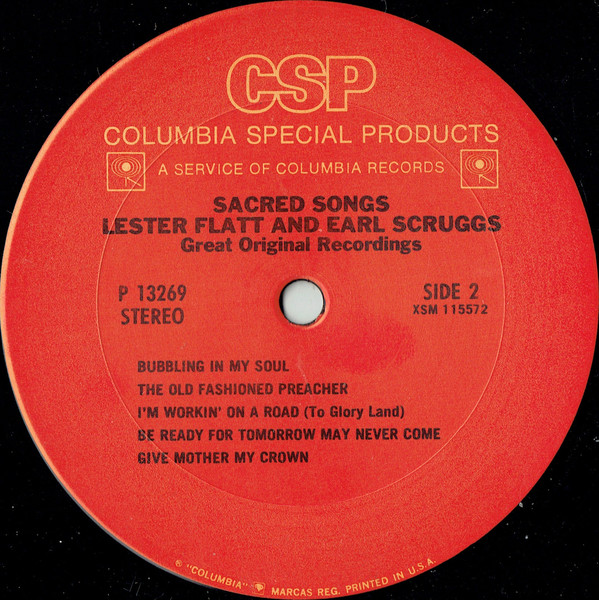 CSP
COLUMBIA SPECIAL PRODUCTS
A SERVICE OF COLUMBIA RECORDS
SACRED SONGS
LESTER FLATT AND EARL SCRUGGS
Great Original Recordings
P 13269
STEREO
SIDE 2
XSM 115572
BUBBLING IN MY SOUL
THE OLD FASHIONED PREACHER
I'M WORKIN' ON A ROAD (To Glory Land)
BE READY FOR TOMORROW MAY NEVER COME
GIVE MOTHER MY CROWN
® "COLUMBIA" MARCAS REG. PRINTED IN U.S.A.